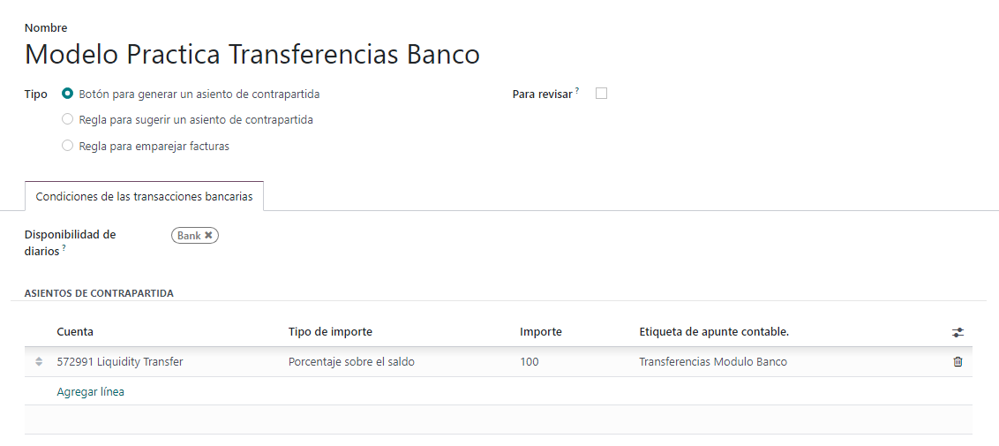 Nombre
Modelo Practica Transferencias Banco
Tipo Botón para generar un asiento de contrapartida Para revisar ?
Regla para sugerir un asiento de contrapartida
Regla para emparejar facturas
Condiciones de las transacciones bancarias
Disponibilidad de diarios ? Bank ✖
ASIENTOS DE CONTRAPARTIDA
Cuenta Tipo de importe Importe Etiqueta de apunte contable.
572991 Liquidity Transfer Porcentaje sobre el saldo 100 Transferencias Modulo Banco
Agregar línea